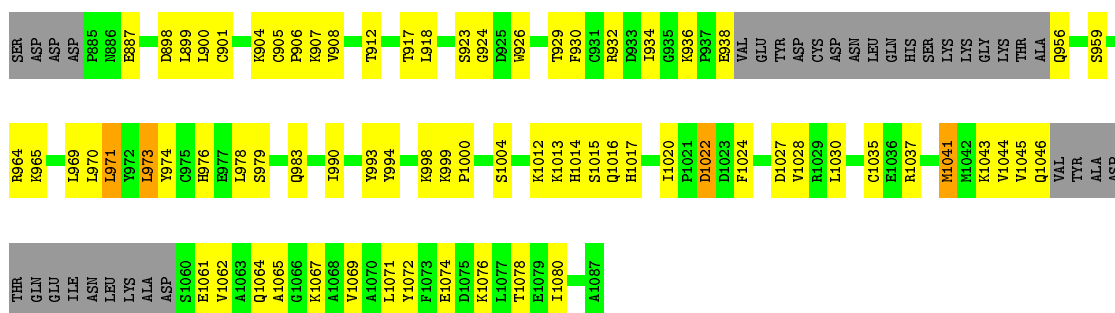 SER ASP ASP ASP P885 N886 E887 D898 L899 L900 C901 K904 C905 P906 K907 V908 T912 T917 L918 S923 G924 D925 W926 T929 F930 C931 R932 D933 I934 G935 K936 P937 E938 VAL GLU TYR ASP CYS ASP ASN LEU GLN HIS SER LYS LYS GLY LYS THR ALA Q956 S959
R964 K965 L969 L970 L971 Y972 L973 Y974 C975 H976 E977 L978 S979 Q983 I990 Y993 Y994 K998 K999 P1000 S1004 K1012 K1013 H1014 S1015 Q1016 H1017 I1020 P1021 D1022 D1023 F1024 D1027 V1028 R1029 L1030 C1035 E1036 R1037 M1041 M1042 K1043 V1044 V1045 Q1046 VAL TYR ALA ASP
THR GLN GLU ILE ASN LEU LYS ALA ASP S1060 E1061 V1062 A1063 Q1064 A1065 G1066 K1067 A1068 V1069 A1070 L1071 Y1072 F1073 E1074 D1075 K1076 L1077 T1078 E1079 I1080 A1087